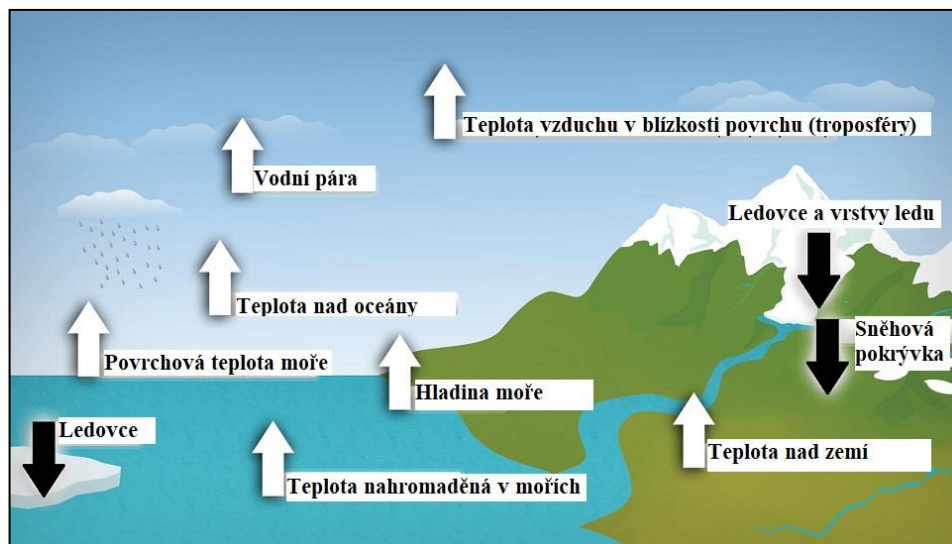 Teplota vzduchu v blízkosti povrchu (troposféry)
Vodní pára
Ledovce a vrstvy ledu
Teplota nad oceány
Sněhová
pokrývka
Povrchová teplota moře
Hladina moře
Ledovce
Teplota nad zemí
Teplota nahromaděná v mořích